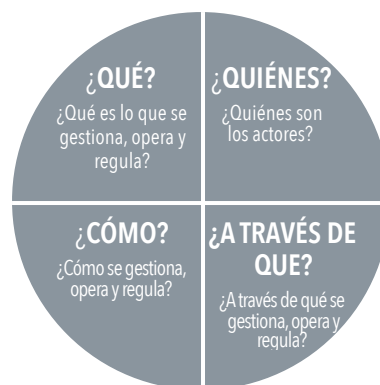 ¿QUÉ?
¿Qué es lo que se
gestiona, opera y
regula?
¿QUIÉNES?
¿Quiénes son
los actores?
¿CÓMO?
¿Cómo se gestiona,
opera y regula?
¿A TRAVÉS DE
QUE?
¿A través de qué se
gestiona, opera y
regula?